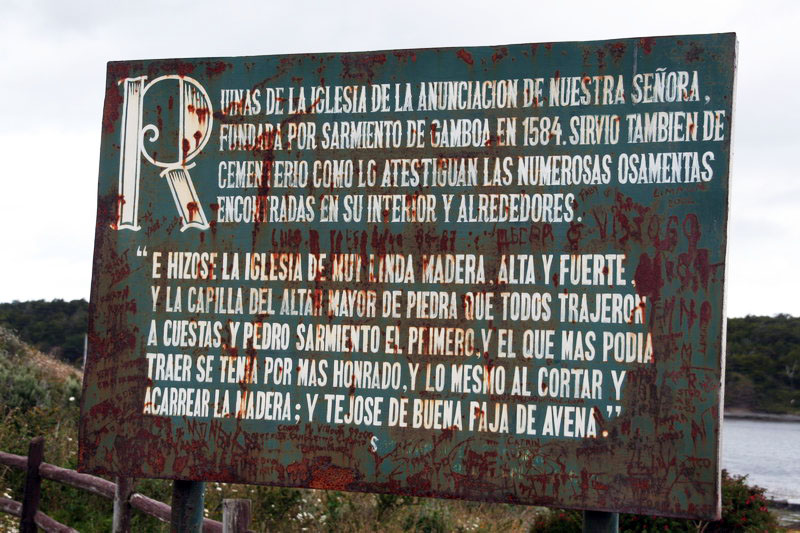 RUINAS DE LA IGLESIA DE LA ANUNCIACION DE NUESTRA SEÑORA,
FUNDADA POR SARMIENTO DE GAMBOA EN 1584. SIRVIO TAMBIEN DE
CEMENTERIO COMO LO ATESTIGUAN LAS NUMEROSAS OSAMENTAS
ENCONTRADAS EN SU INTERIOR Y ALREDEDORES.
"E HIZOSE LA IGLESIA DE MUY LINDA MADERA, ALTA Y FUERTE,
Y LA CAPILLA DEL ALTAR MAYOR DE PIEDRA QUE TODOS TRAJERON
A CUESTAS Y PEDRO SARMIENTO EL PRIMERO, Y EL QUE MAS PODIA
TRAER SE TENIA POR MAS HONRADO, Y LO MESMO AL CORTAR Y
ACARREAR LA MADERA; Y TEJOSE DE BUENA PAJA DE AVENA."
S